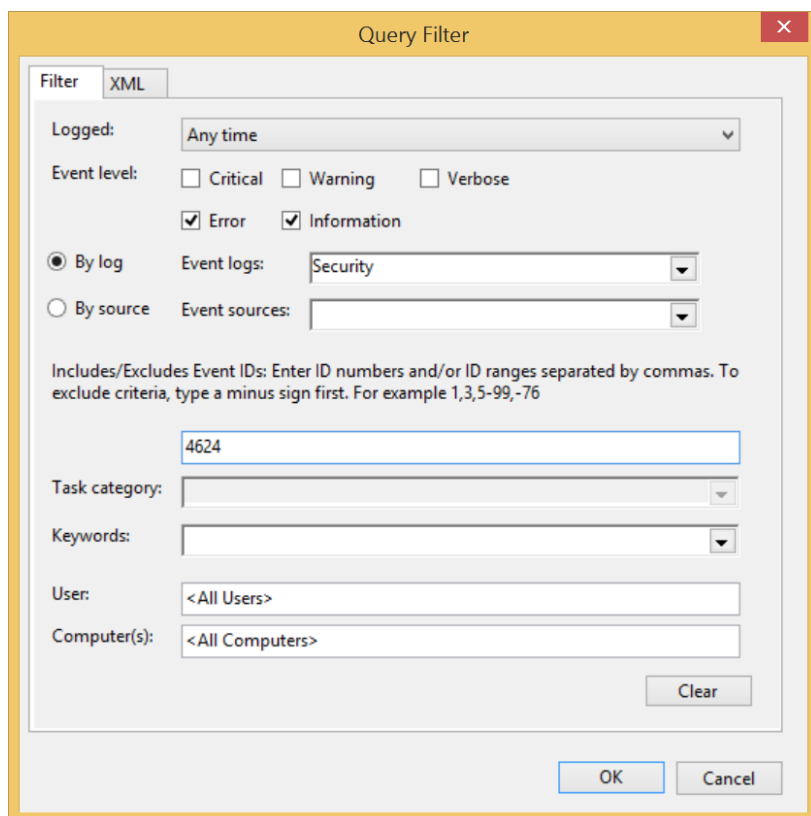 Query Filter
Filter XML
Logged: Any time
Event level: Critical Warning Verbose
Error Information
By log Event logs: Security
By source Event sources:
Includes/Excludes Event IDs: Enter ID numbers and/or ID ranges separated by commas. To
exclude criteria, type a minus sign first. For example 1,3,5-99,-76
4624
Task category:
Keywords:
User: <All Users>
Computer(s): <All Computers>
Clear
OK Cancel